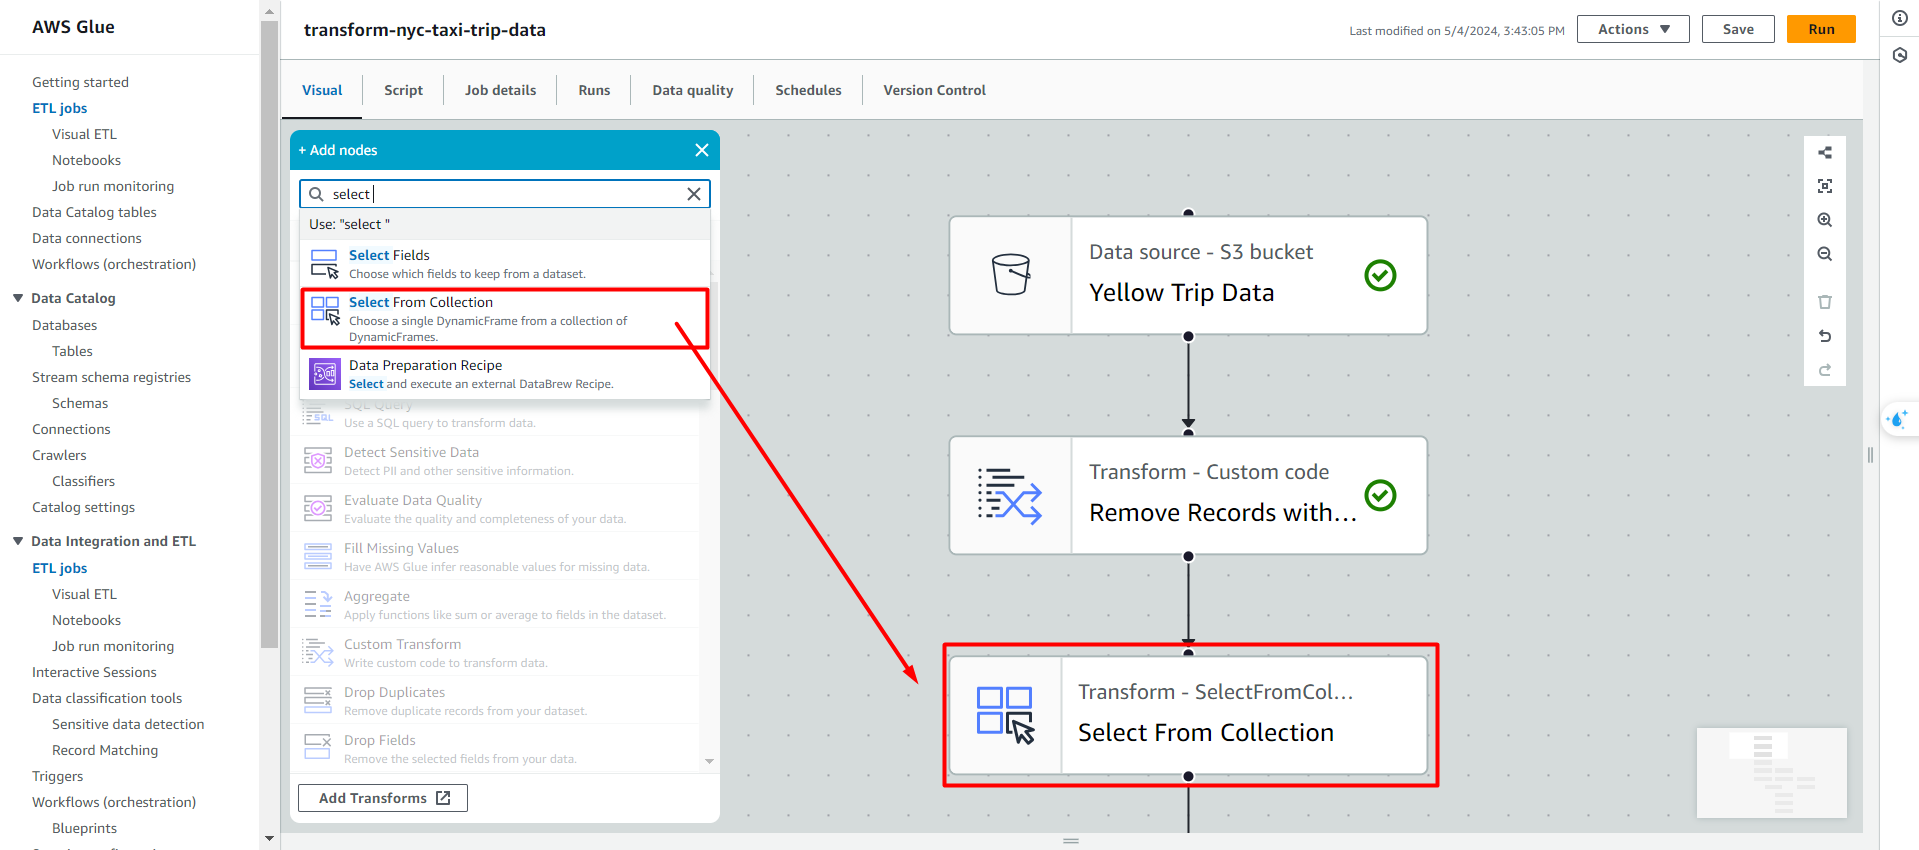 AWS Glue
Getting started
ETL jobs
Visual ETL
Notebooks
Job run monitoring
Data Catalog tables
Data connections
Workflows (orchestration)
Data Catalog
Databases
Tables
Stream schema registries
Schemas
Connections
Crawlers
Classifiers
Catalog settings
Data Integration and ETL
ETL jobs
Visual ETL
Notebooks
Job run monitoring
Interactive Sessions
Data classification tools
Sensitive data detection
Record Matching
Triggers
Workflows (orchestration)
Blueprints
transform-nyc-taxi-trip-data
Last modified on 5/4/2024, 3:43:05 PM
Actions
Save
Run
Visual
Script
Job details
Runs
Data quality
Schedules
Version Control
+ Add nodes
select
Use: "select "
Select Fields
Choose which fields to keep from a dataset.
Select From Collection
Choose a single DynamicFrame from a collection of
DynamicFrames.
Data Preparation Recipe
Select and execute an external DataBrew Recipe.
SQL Query
SQL
Use a SQL query to transform data.
Detect Sensitive Data
Detect PII and other sensitive information.
Evaluate Data Quality
Evaluate the quality and completeness of your data.
Fill Missing Values
Have AWS Glue infer reasonable values for missing data.
Aggregate
Apply functions like sum or average to fields in the dataset.
Custom Transform
Write custom code to transform data.
Drop Duplicates
Remove duplicate records from your dataset.
Drop Fields
Remove the selected fields from your data.
Add Transforms
Data source - S3 bucket
Yellow Trip Data
Transform - Custom code
Remove Records with...
Transform - SelectFromCol...
Select From Collection